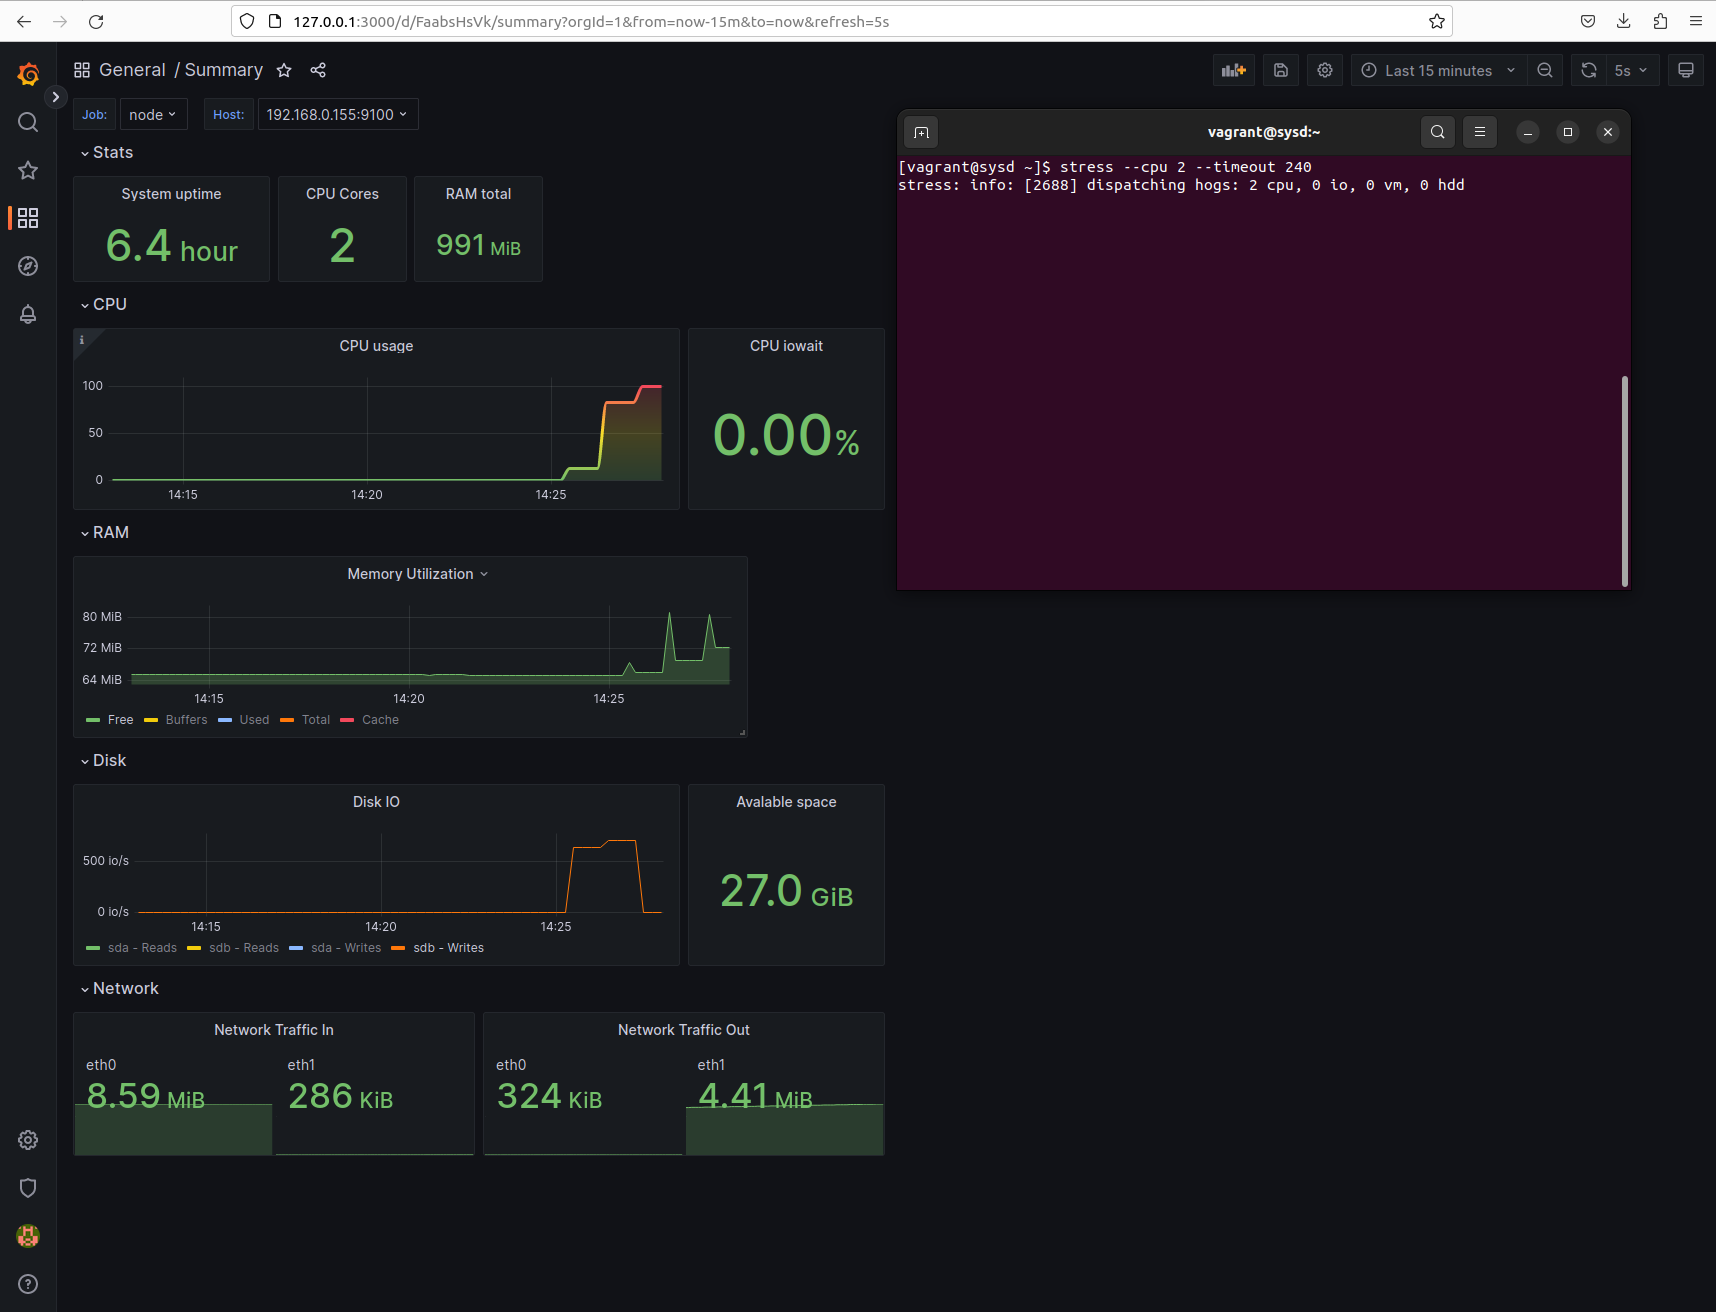 127.0.0.1:3000/d/FaabsHsVk/summary?orgId=1&from=now-15m&to=now&refresh=5s
General / Summary
Last 15 minutes
5s
Job: node Host: 192.168.0.155:9100
Stats
System uptime
6.4 hour
CPU Cores
2
RAM total
991 MiB
CPU
i
CPU usage
100
50
0
14:15 14:20 14:25
CPU iowait
0.00%
RAM
Memory Utilization
80 MiB
72 MiB
64 MiB
14:15 14:20 14:25
Free Buffers Used Total Cache
Disk
Disk IO
500 io/s
0 io/s
14:15 14:20 14:25
sda - Reads sdb - Reads sda - Writes sdb - Writes
Avalable space
27.0 GiB
Network
Network Traffic In
eth0 eth1
8.59 MiB 286 KiB
Network Traffic Out
eth0 eth1
324 KiB 4.41 MiB
vagrant@sysd:~
[vagrant@sysd ~]$ stress --cpu 2 --timeout 240
stress: info: [2688] dispatching hogs: 2 cpu, 0 io, 0 vm, 0 hdd